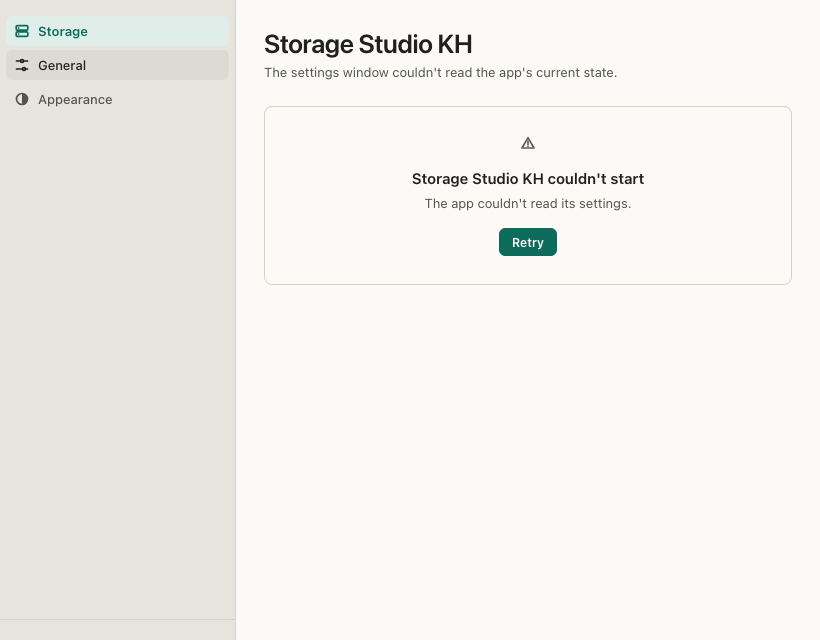 Storage
General
Appearance
Storage Studio KH
The settings window couldn't read the app's current state.
Storage Studio KH couldn't start
The app couldn't read its settings.
Retry